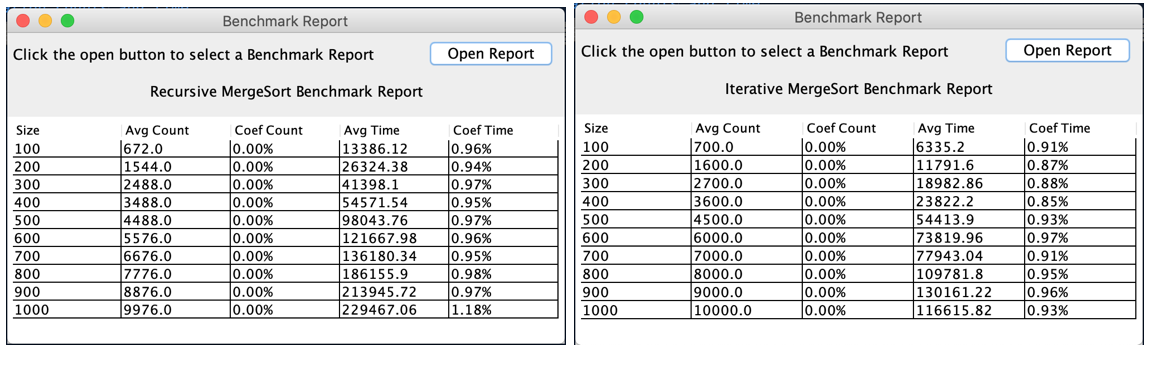 Benchmark Report
Click the open button to select a Benchmark Report Open Report
Recursive MergeSort Benchmark Report
Size Avg Count Coef Count Avg Time Coef Time
100 672.0 0.00% 13386.12 0.96%
200 1544.0 0.00% 26324.38 0.94%
300 2488.0 0.00% 41398.1 0.97%
400 3488.0 0.00% 54571.54 0.95%
500 4488.0 0.00% 98043.76 0.97%
600 5576.0 0.00% 121667.98 0.96%
700 6676.0 0.00% 136180.34 0.95%
800 7776.0 0.00% 186155.9 0.98%
900 8876.0 0.00% 213945.72 0.97%
1000 9976.0 0.00% 229467.06 1.18%
Benchmark Report
Click the open button to select a Benchmark Report Open Report
Iterative MergeSort Benchmark Report
Size Avg Count Coef Count Avg Time Coef Time
100 700.0 0.00% 6335.2 0.91%
200 1600.0 0.00% 11791.6 0.87%
300 2700.0 0.00% 18982.86 0.88%
400 3600.0 0.00% 23822.2 0.85%
500 4500.0 0.00% 54413.9 0.93%
600 6000.0 0.00% 73819.96 0.97%
700 7000.0 0.00% 77943.04 0.91%
800 8000.0 0.00% 109781.8 0.95%
900 9000.0 0.00% 130161.22 0.96%
1000 10000.0 0.00% 116615.82 0.93%